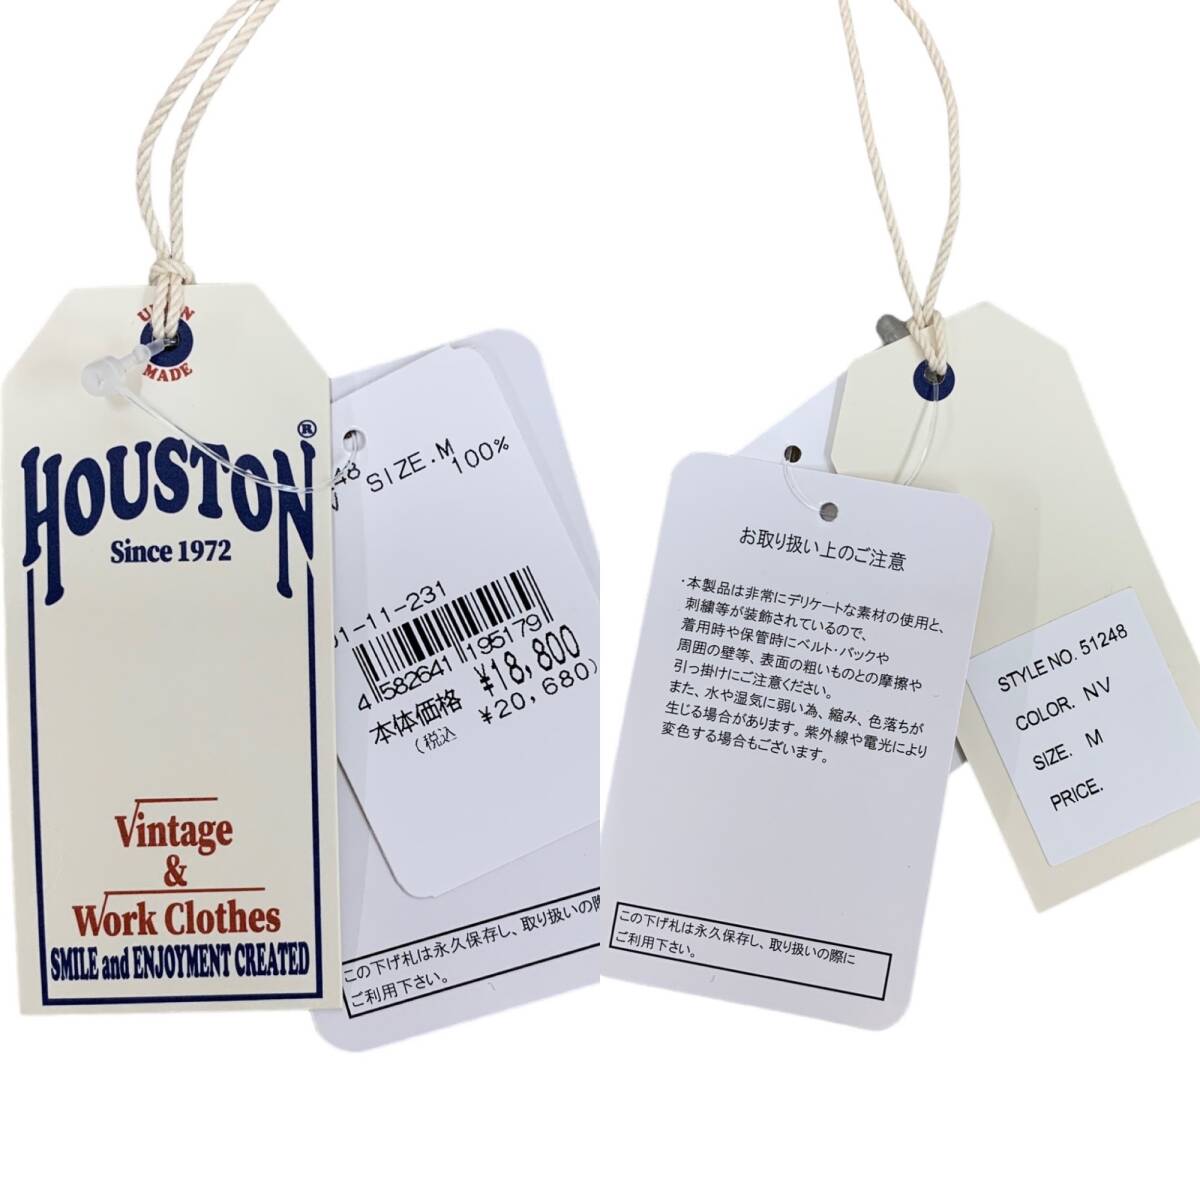 MADE
HOUSTON®
Since 1972
Vintage
&
Work Clothes
SMILE and ENJOYMENT CREATED
48 SIZE.M
100%
01-11-231
4 582641 195179
本体価格 ¥18,800
(税込 ¥20,680)
この下げ札は永久保存し、取り扱いの際
ご利用下さい。
お取り扱い上のご注意
・本製品は非常にデリケートな素材の使用と、
刺繍等が装飾されているので、
着用時や保管時にベルト・バックや
周囲の壁等、表面の粗いものとの摩擦や
引っ掛けにご注意ください。
また、水や湿気に弱い為、縮み、色落ちが
生じる場合があります。紫外線や電光により
変色する場合もございます。
この下げ札は永久保存し、取り扱いの際に
ご利用下さい。
STYLE NO. 51248
COLOR. NV
SIZE. M
PRICE.